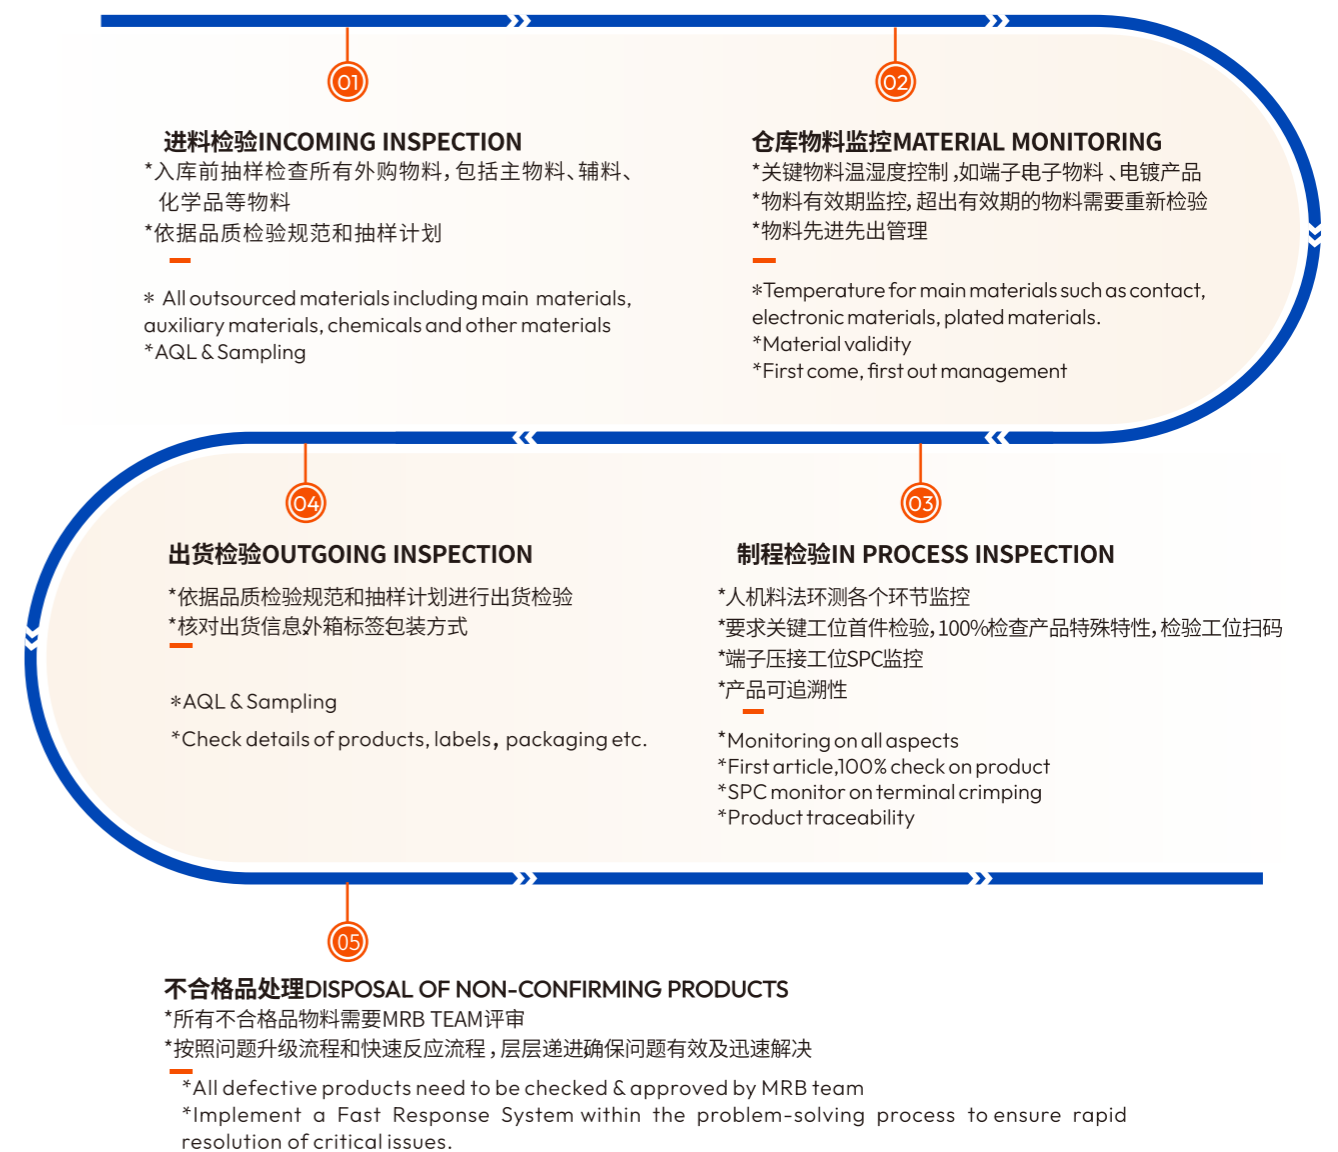 01
进料检验INCOMING INSPECTION
*入库前抽样检查所有外购物料,包括主物料、辅料、
化学品等物料
*依据品质检验规范和抽样计划
* All outsourced materials including main materials,
auxiliary materials, chemicals and other materials
*AQL & Sampling
02
仓库物料监控MATERIAL MONITORING
*关键物料温湿度控制,如端子电子物料、电镀产品
*物料有效期监控,超出有效期的物料需要重新检验
*物料先进先出管理
*Temperature for main materials such as contact,
electronic materials, plated materials.
*Material validity
*First come, first out management
03
制程检验IN PROCESS INSPECTION
*人机料法环测各个环节监控
*要求关键工位首件检验,100%检查产品特殊特性,检验工位扫码
*端子压接工位SPC监控
*产品可追溯性
*Monitoring on all aspects
*First article,100% check on product
*SPC monitor on terminal crimping
*Product traceability
04
出货检验OUTGOING INSPECTION
*依据品质检验规范和抽样计划进行出货检验
*核对出货信息外箱标签包装方式
*AQL & Sampling
*Check details of products, labels, packaging etc.
05
不合格品处理DISPOSAL OF NON-CONFIRMING PRODUCTS
*所有不合格品物料需要MRB TEAM评审
*按照问题升级流程和快速反应流程,层层递进确保问题有效及迅速解决
*All defective products need to be checked & approved by MRB team
*Implement a Fast Response System within the problem-solving process to ensure rapid
resolution of critical issues.